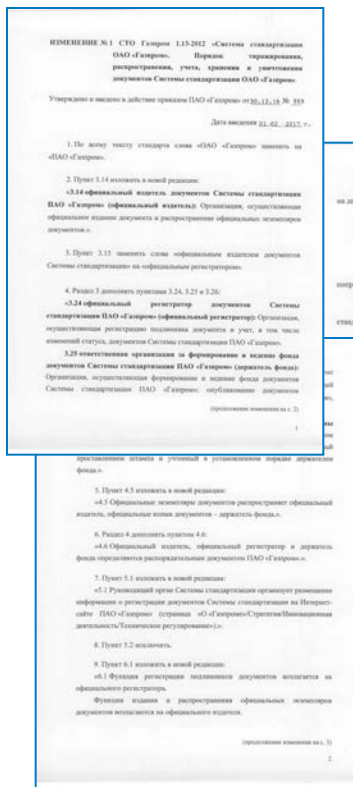 ИЗМЕНЕНИЕ № 1 СТО Газпром 1.13-2012 «Система стандартизации
ОАО «Газпром». Порядок тиражирования,
распространения, учета, хранения и уничтожения
документов Системы стандартизации ОАО «Газпром»
Утверждено и введено в действие приказом ПАО «Газпром» от 30.12.16 №
Дата введения 01.02.2017 г.
1. По всему тексту стандарта слова «ОАО «Газпром» заменить на
«ПАО «Газпром».
2. Пункт 3.14 изложить в новой редакции:
«3.14 официальный издатель документов Системы стандартизации
ПАО «Газпром» (официальный издатель): Организация, осуществляющая
официальное издание документа и распространение официальных экземпляров
документов.».
3. Пункт 3.15 заменить слова «официальным издателем документов
Системы стандартизации» на «официальным регистратором».
4. Раздел 3 дополнить пунктами 3.24, 3.25 и 3.26:
«3.24 официальный регистратор документов Системы
стандартизации ПАО «Газпром» (официальный регистратор): Организация,
осуществляющая регистрацию подлинника документа и учет, в том числе
изменений статуса, документов Системы стандартизации ПАО «Газпром».
3.25 ответственная организация за формирование и ведение фонда
документов Системы стандартизации ПАО «Газпром» (держатель фонда):
Организация, осуществляющая формирование и ведение фонда документов
Системы стандартизации ПАО «Газпром»; опубликование документов
(продолжение изменения на с. 2)
1
проставлением штампа и учтенный в установленном порядке держателем
фонда.».
5. Пункт 4.5 изложить в новой редакции:
«4.5 Официальные экземпляры документов распространяет официальный
издатель, официальные копии документов – держатель фонда.».
6. Раздел 4 дополнить пунктом 4.6:
«4.6 Официальный издатель, официальный регистратор и держатель
фонда определяются распорядительным документом ПАО «Газпром».».
7. Пункт 5.1 изложить в новой редакции:
«5.1 Руководящий орган Системы стандартизации организует размещение
информации о регистрации документов Системы стандартизации на Интернет-
сайте ПАО «Газпром» (страница «О «Газпроме»/Стратегия/Инновационная
деятельность/Техническое регулирование»).».
8. Пункт 5.2 исключить.
9. Пункт 6.1 изложить в новой редакции:
«6.1 Функция регистрации подлинников документов возлагается на
официального регистратора.
Функции издания и распространения официальных экземпляров
документов возлагаются на официального издателя.
(продолжение изменения на с. 3)
2